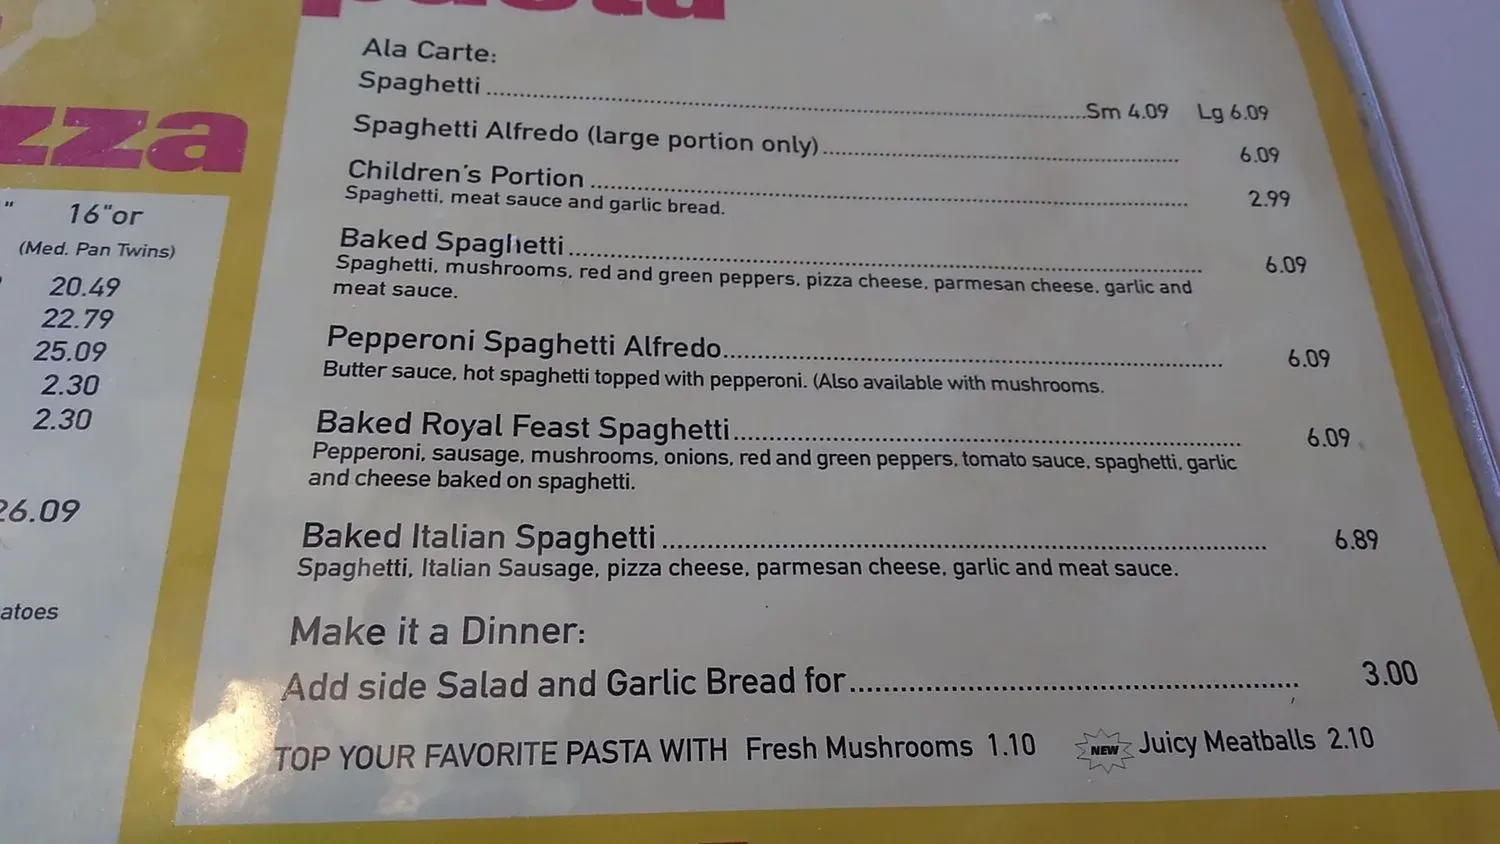 zza
"
16"or
(Med. Pan Twins)
20.49
22.79
25.09
2.30
2.30
26.09
atoes
pasta
Ala Carte:
Spaghetti ........ Sm 4.09 Lg 6.09
Spaghetti Alfredo (large portion only) ........ 6.09
Children's Portion ........ 2.99
Spaghetti, meat sauce and garlic bread.
Baked Spaghetti ........ 6.09
Spaghetti, mushrooms, red and green peppers, pizza cheese, parmesan cheese, garlic and
meat sauce.
Pepperoni Spaghetti Alfredo ........ 6.09
Butter sauce, hot spaghetti topped with pepperoni. (Also available with mushrooms.
Baked Royal Feast Spaghetti ........ 6.09
Pepperoni, sausage, mushrooms, onions, red and green peppers, tomato sauce, spaghetti, garlic
and cheese baked on spaghetti.
Baked Italian Spaghetti ........ 6.89
Spaghetti, Italian Sausage, pizza cheese, parmesan cheese, garlic and meat sauce.
Make it a Dinner:
Add side Salad and Garlic Bread for ........ 3.00
TOP YOUR FAVORITE PASTA WITH Fresh Mushrooms 1.10 NEW Juicy Meatballs 2.10